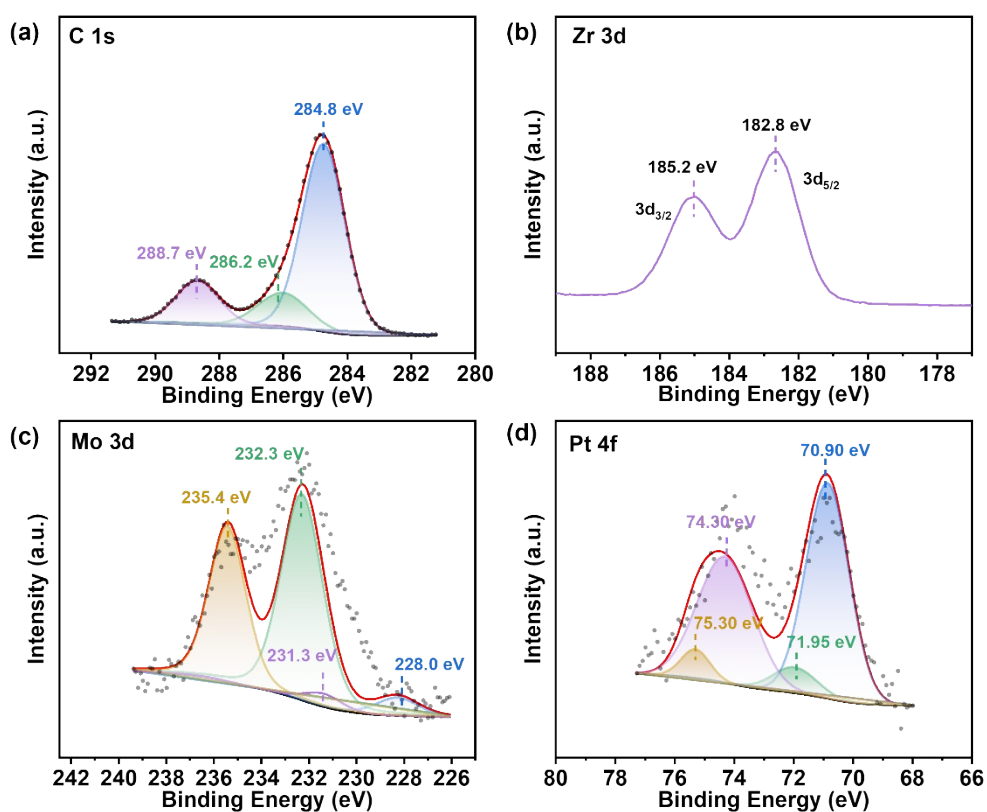 (a)
C 1s
284.8 eV
288.7 eV
286.2 eV
Intensity (a.u.)
292 290 288 286 284 282 280
Binding Energy (eV)
(b)
Zr 3d
182.8 eV
185.2 eV
3d5/2
3d3/2
Intensity (a.u.)
188 186 184 182 180 178
Binding Energy (eV)
(c)
Mo 3d
232.3 eV
235.4 eV
231.3 eV
228.0 eV
Intensity (a.u.)
242 240 238 236 234 232 230 228 226
Binding Energy (eV)
(d)
Pt 4f
70.90 eV
74.30 eV
75.30 eV
71.95 eV
Intensity (a.u.)
80 78 76 74 72 70 68 66
Binding Energy (eV)